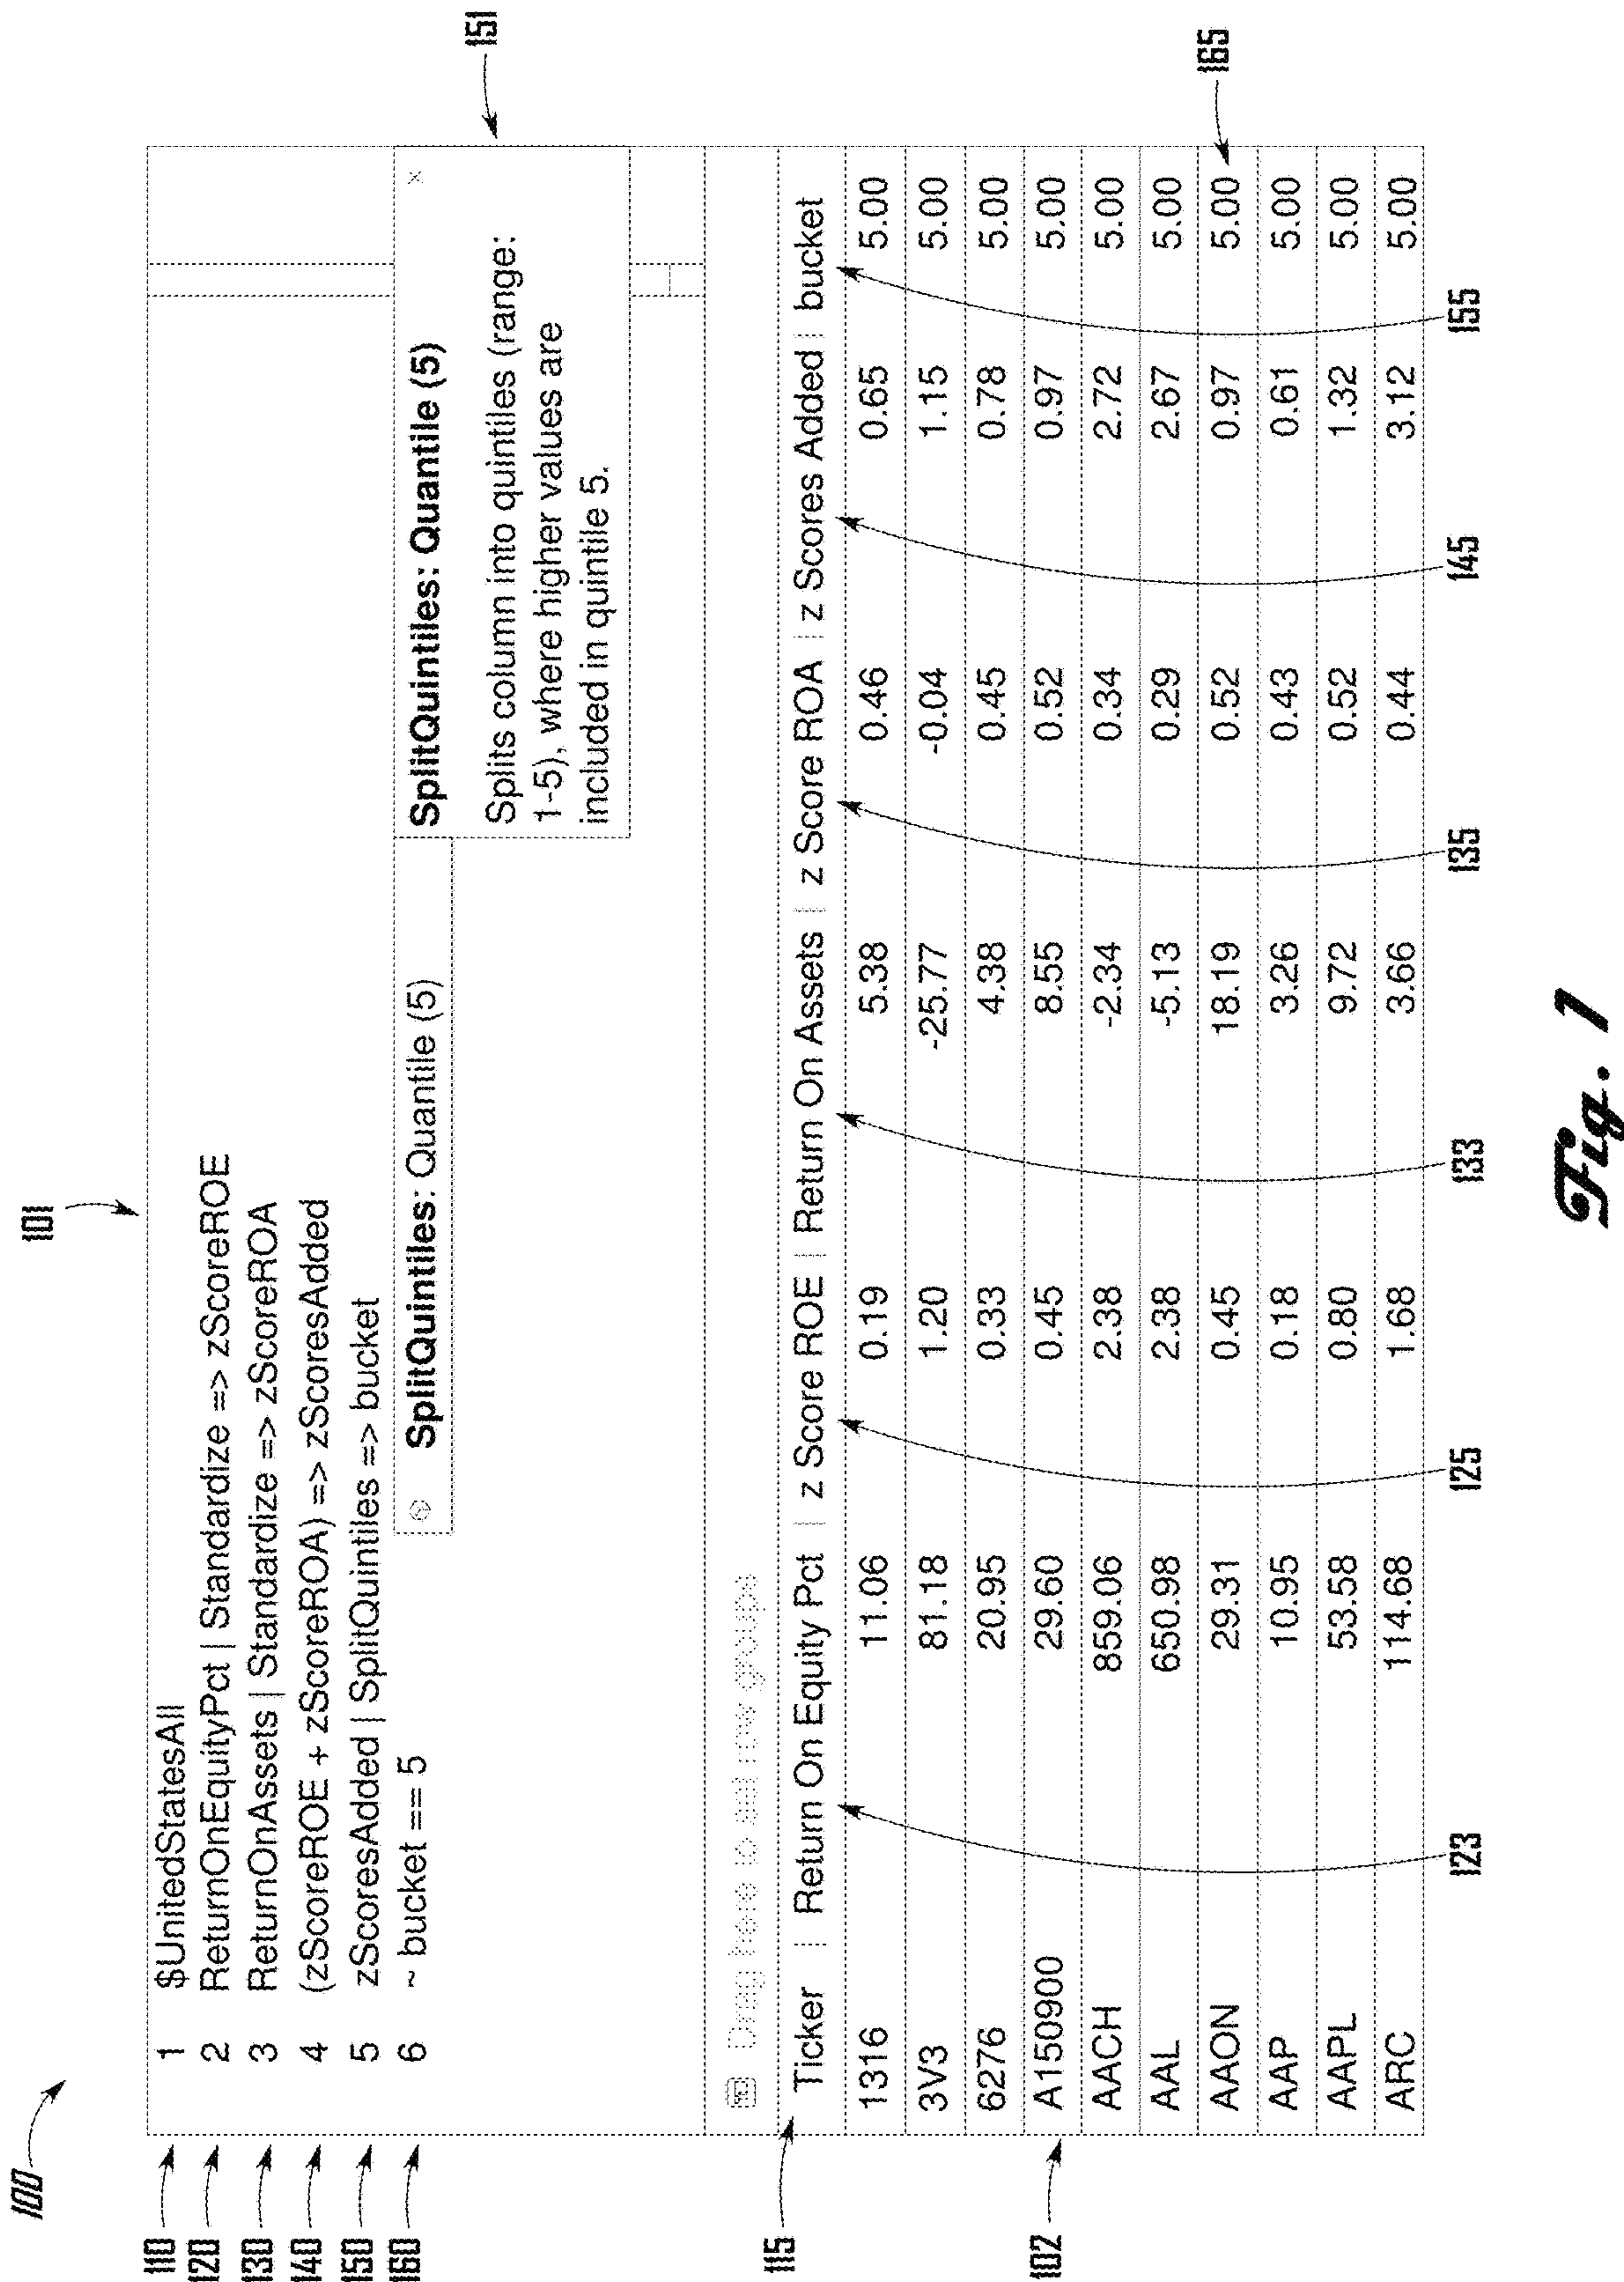 100
101
110 1 $UnitedStatesAll
120 2 ReturnOnEquityPct | Standardize => zScoreROE
130 3 ReturnOnAssets | Standardize => zScoreROA
140 4 (zScoreROE + zScoreROA) => zScoresAdded
150 5 zScoresAdded | SplitQuintiles => bucket
160 6 ~ bucket == 5
SplitQuintiles: Quantile (5)
SplitQuintiles: Quantile (5) ×
Splits column into quintiles (range:
1-5), where higher values are
included in quintile 5.
151
Drag here to set row groups
115
Ticker | Return On Equity Pct | z Score ROE | Return On Assets | z Score ROA | z Scores Added | bucket
1316 11.06 0.19 5.38 0.46 0.65 5.00
3V3 81.18 1.20 -25.77 -0.04 1.15 5.00
6276 20.95 0.33 4.38 0.45 0.78 5.00
102 A150900 29.60 0.45 8.55 0.52 0.97 5.00
AACH 859.06 2.38 -2.34 0.34 2.72 5.00
AAL 650.98 2.38 -5.13 0.29 2.67 5.00
AAON 29.31 0.45 18.19 0.52 0.97 5.00 165
AAP 10.95 0.18 3.26 0.43 0.61 5.00
AAPL 53.58 0.80 9.72 0.52 1.32 5.00
ARC 114.68 1.68 3.66 0.44 3.12 5.00
123 125 133 135 145 155
Fig. 1